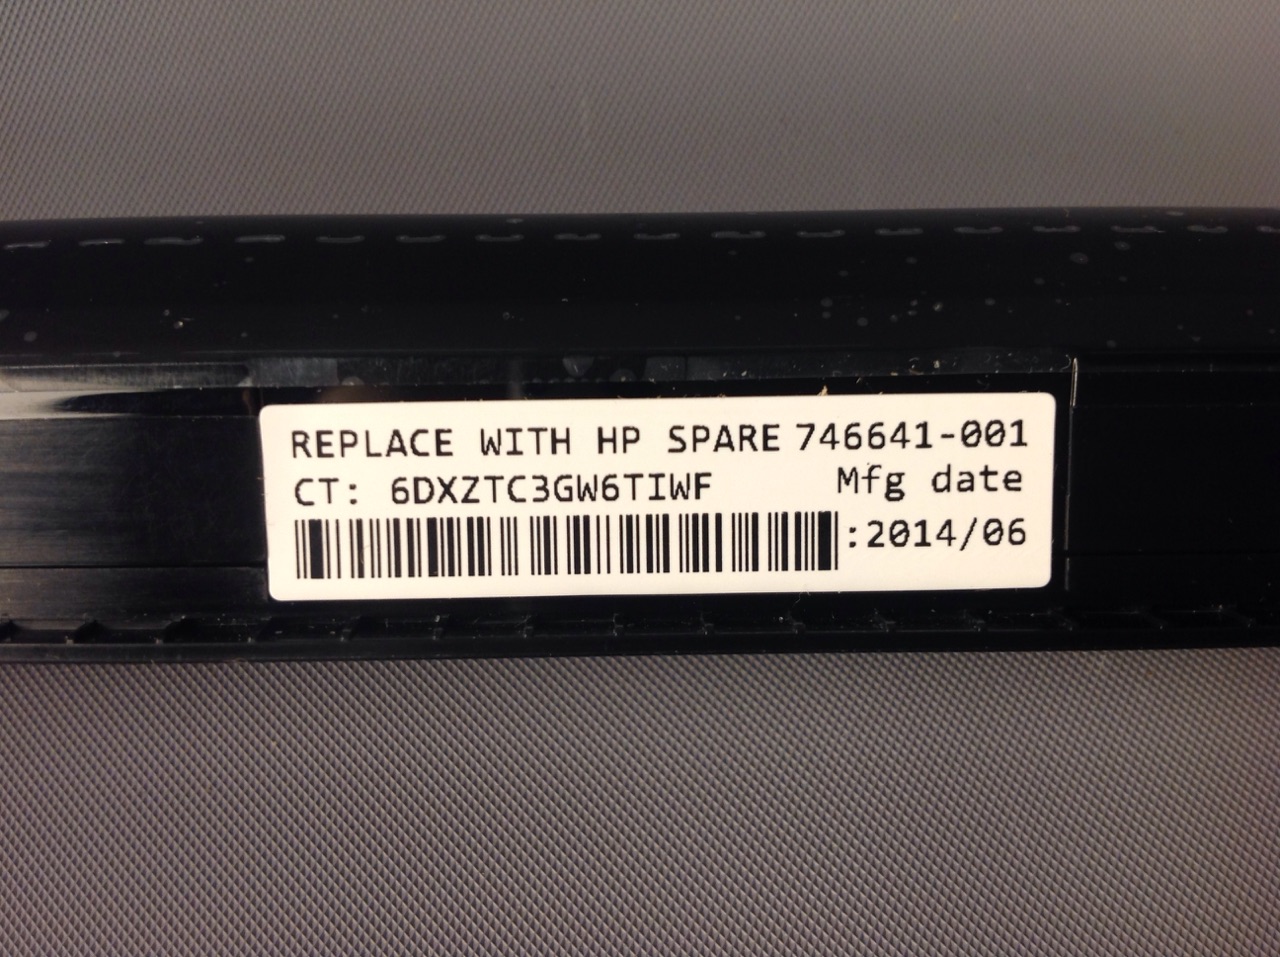 REPLACE WITH HP SPARE 746641-001
CT: 6DXZTC3GW6TIWF Mfg date
:2014/06